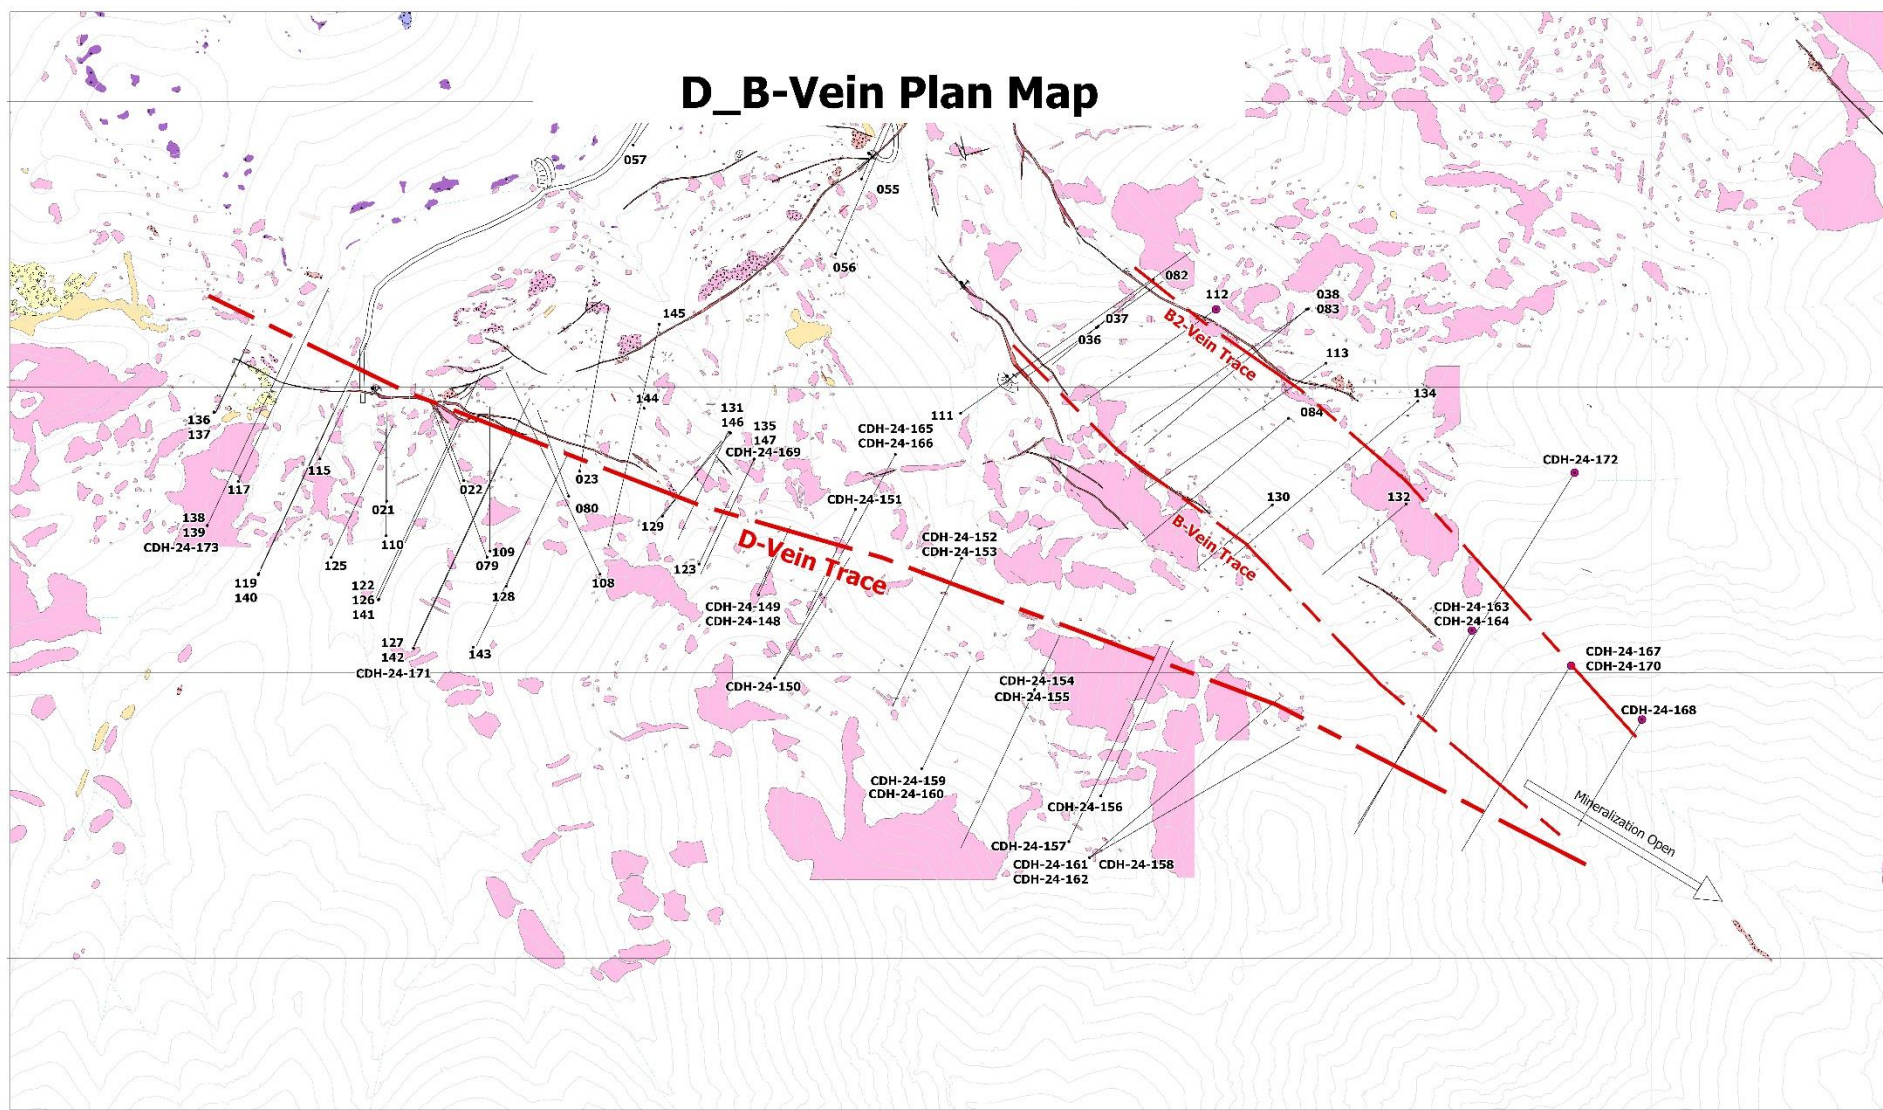 D_B-Vein Plan Map
057
055
056
082
112
038
083
037
036
B2-Vein Trace
113
145
144
134
136
137
131
146
135
147
CDH-24-169
111
CDH-24-165
CDH-24-166
084
117
115
022
023
CDH-24-172
021
080
129
CDH-24-151
130
132
B-Vein Trace
138
139
CDH-24-173
110
109
079
D-Vein Trace
CDH-24-152
CDH-24-153
125
123
119
140
122
126
141
128
108
CDH-24-149
CDH-24-148
CDH-24-163
CDH-24-164
127
142
CDH-24-171
143
CDH-24-150
CDH-24-154
CDH-24-155
CDH-24-167
CDH-24-170
CDH-24-168
CDH-24-159
CDH-24-160
CDH-24-156
Mineralization Open
CDH-24-157
CDH-24-161
CDH-24-158
CDH-24-162